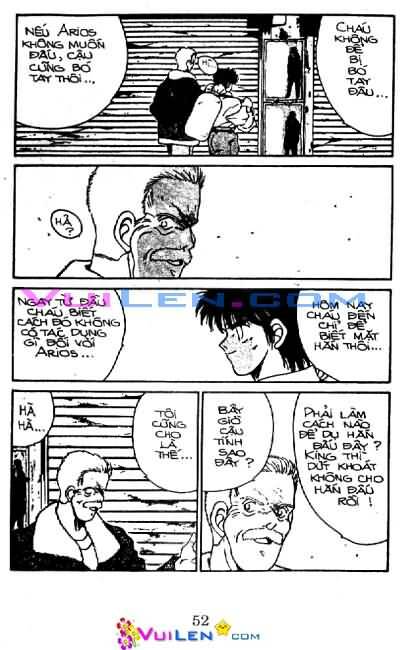 CHÁU
KHÔNG
DỄ
BỊ
BÓ
TAY
ĐÂU...
HỂ
NẾU ARIOS
KHÔNG MUỐN
ĐẤU, CẬU
CŨNG BÓ
TAY THÔI...
HẢ
?
HÔM NAY
CHÁU ĐẾN
CHỈ ĐỂ
BIẾT MẶT
HẮN THÔI...
NGAY TỪ ĐẦU
CHÁU BIẾT
CÁCH ĐÓ KHÔNG
CÓ TÁC DỤNG
GÌ ĐỐI VỚI
ARIOS...
VUILEN.COM
PHẢI LÀM
CÁCH NÀO
ĐỂ DỤ HẮN
ĐẤU ĐÂY?
KING THÌ
DỨT KHOÁT
KHÔNG CHO
HẮN ĐẤU
RỒI!
BÂY
GIỜ
CẬU
TÍNH
SAO
ĐÂY?
TÔI
CŨNG
CHO
LÀ
THẾ...
HÀ
HÀ...
52
VUILEN.COM